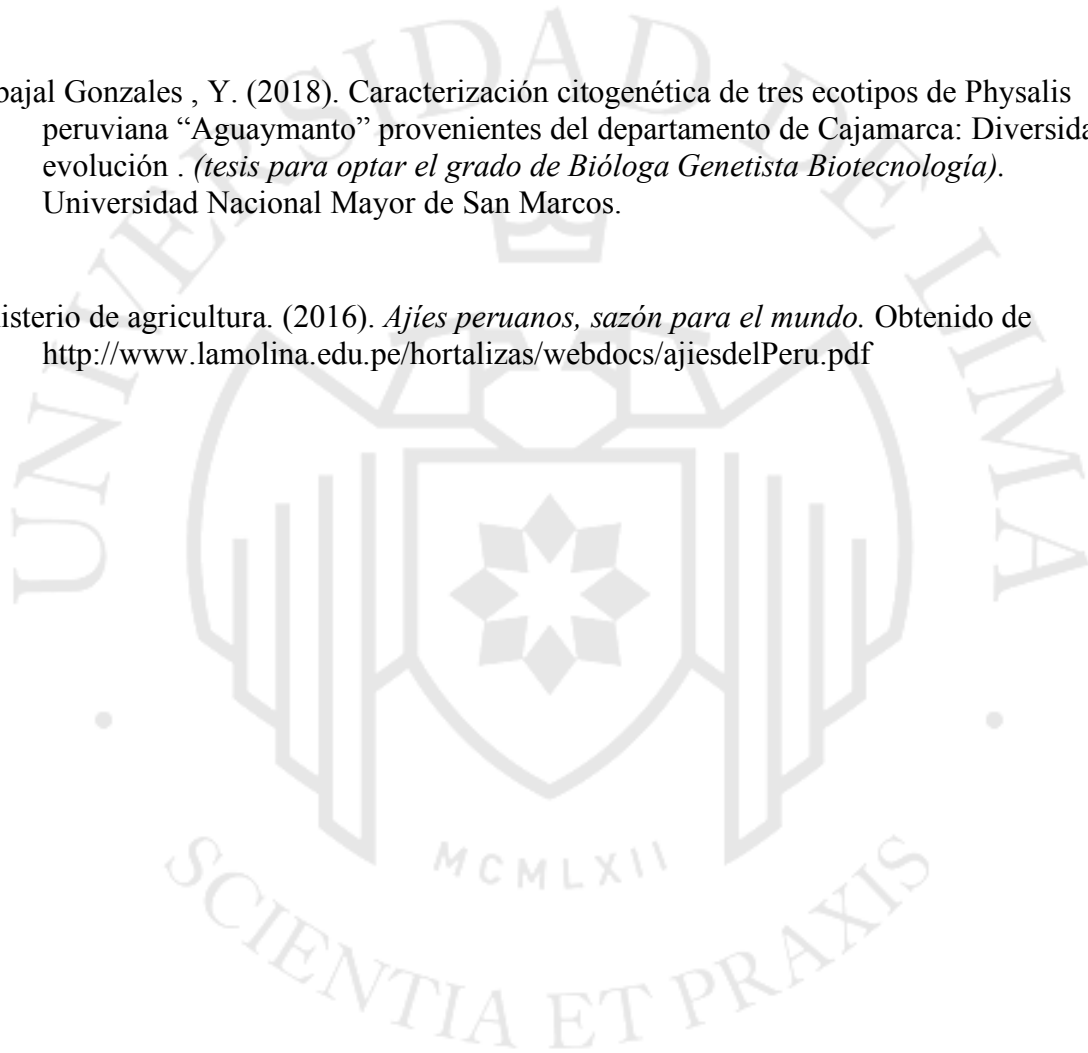 bajal Gonzales , Y. (2018). Caracterización citogenética de tres ecotipos de Physalis
peruviana “Aguaymanto” provenientes del departamento de Cajamarca: Diversida
evolución . (tesis para optar el grado de Bióloga Genetista Biotecnología).
Universidad Nacional Mayor de San Marcos.
isterio de agricultura. (2016). Ajíes peruanos, sazón para el mundo. Obtenido de
http://www.lamolina.edu.pe/hortalizas/webdocs/ajiesdelPeru.pdf
UNIVERSIDAD DE LIMA
MCMLXII
SCIENTIA ET PRAXIS